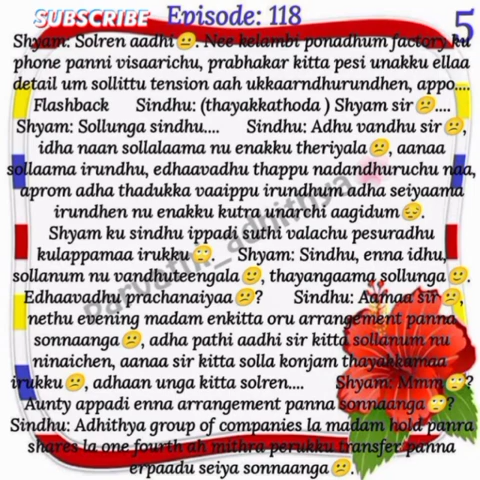 SUBSCRIBE Episode: 118 5
Shyam: Solren aadhi😐. Nee kelambi ponadhum factory ku
phone panni visaarichu, prabhakar kitta pesi unakku ellaa
detail um sollittu tension aah ukkaarndhurundhen, appo....
Flashback Sindhu: (thayakkathoda ) Shyam sir😕....
Shyam: Sollunga sindhu.... Sindhu: Adhu vandhu sir😕,
idha naan sollalaama nu enakku theriyala😕, aanaa
sollaama irundhu, edhaavadhu thappu nadandhuruchu naa,
aprom adha thadukka vaaippu irundhum adha seiyaama
irundhen nu enakku kutra unarchi aagidum😔.
Shyam ku sindhu ippadi suthi valachu pesuradhu
kulappamaa irukku🙄. Shyam: Sindhu, enna idhu,
sollanum nu vandhuteengala🙂, thayangaama sollunga🙂.
Edhaavadhu prachanaiyaa😕? Sindhu: Aamaa sir😕,
nethu evening madam enkitta oru arrangement panna
sonnaanga😕, adha pathi aadhi sir kitta sollanum nu
ninaichen, aanaa sir kitta solla konjam thayakkamaa
irukku😕, adhaan unga kitta solren.... Shyam: Mmm🙄?
Aunty appadi enna arrangement panna sonnaanga🙄?
Sindhu: Adhithya group of companies la madam hold panra
shares la one fourth ah mithra perukku transfer panna
erpaadu seiya sonnaanga😕.